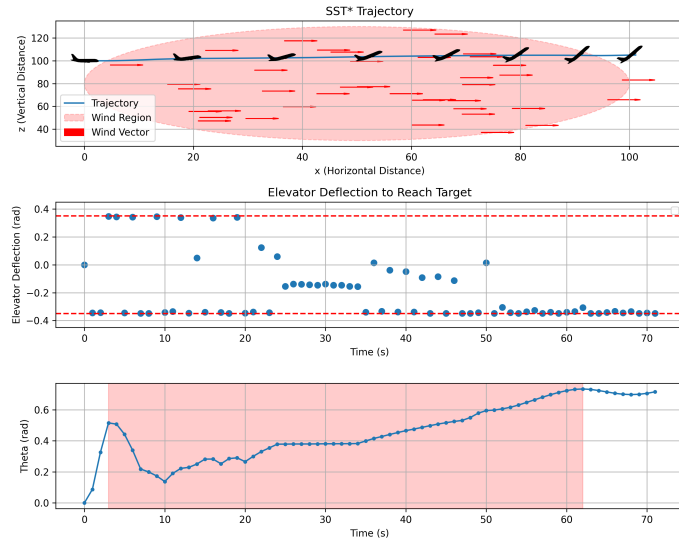 SST* Trajectory
120
100
80
60
40
z (Vertical Distance)
Trajectory
Wind Region
Wind Vector
0 20 40 60 80 100
x (Horizontal Distance)
Elevator Deflection to Reach Target
0.4
0.2
0.0
−0.2
−0.4
Elevator Deflection (rad)
0 10 20 30 40 50 60 70
Time (s)
0.6
0.4
0.2
0.0
Theta (rad)
0 10 20 30 40 50 60 70
Time (s)